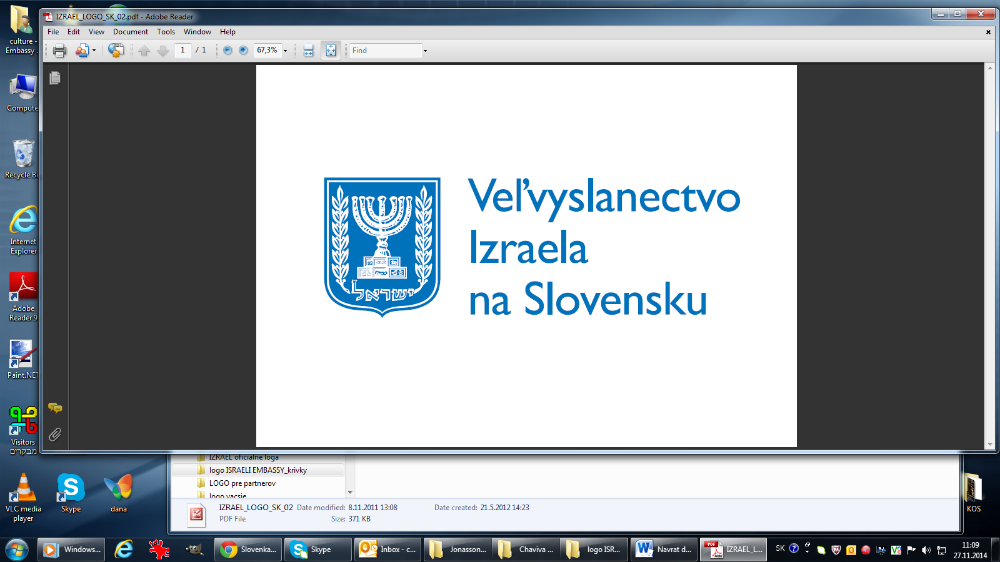 IZRAEL_LOGO_SK_02.pdf - Adobe Reader
File Edit View Document Tools Window Help
1 / 1 67,3% Find
culture -
Embassy
Compute
Recycle Bi
Internet
Explorer
Adobe
Reader 9
Paint.NET
Visitors
מבקרים
VLC media
player
Skype
dana
KOS
Veľvyslanectvo
Izraela
na Slovensku
ישראל
IZRAEL oficialne loga
logo ISRAELI EMBASSY_krivky
LOGO pre partnerov
logo vacsie
IZRAEL_LOGO_SK_02 Date modified: 8.11.2011 13:08 Date created: 21.5.2012 14:23
PDF File Size: 371 KB
Windows... Slovenka... Skype Inbox - c... Jonasson... Chaviva ... logo ISR... Navrat d... IZRAEL_L... SK 11:09
27.11.2014